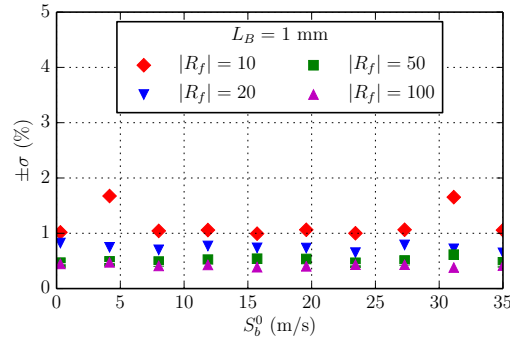 L_B = 1 mm
|R_f| = 10
|R_f| = 50
|R_f| = 20
|R_f| = 100
5
4
3
2
1
0
±σ (%)
0 5 10 15 20 25 30 35
S_b^0 (m/s)